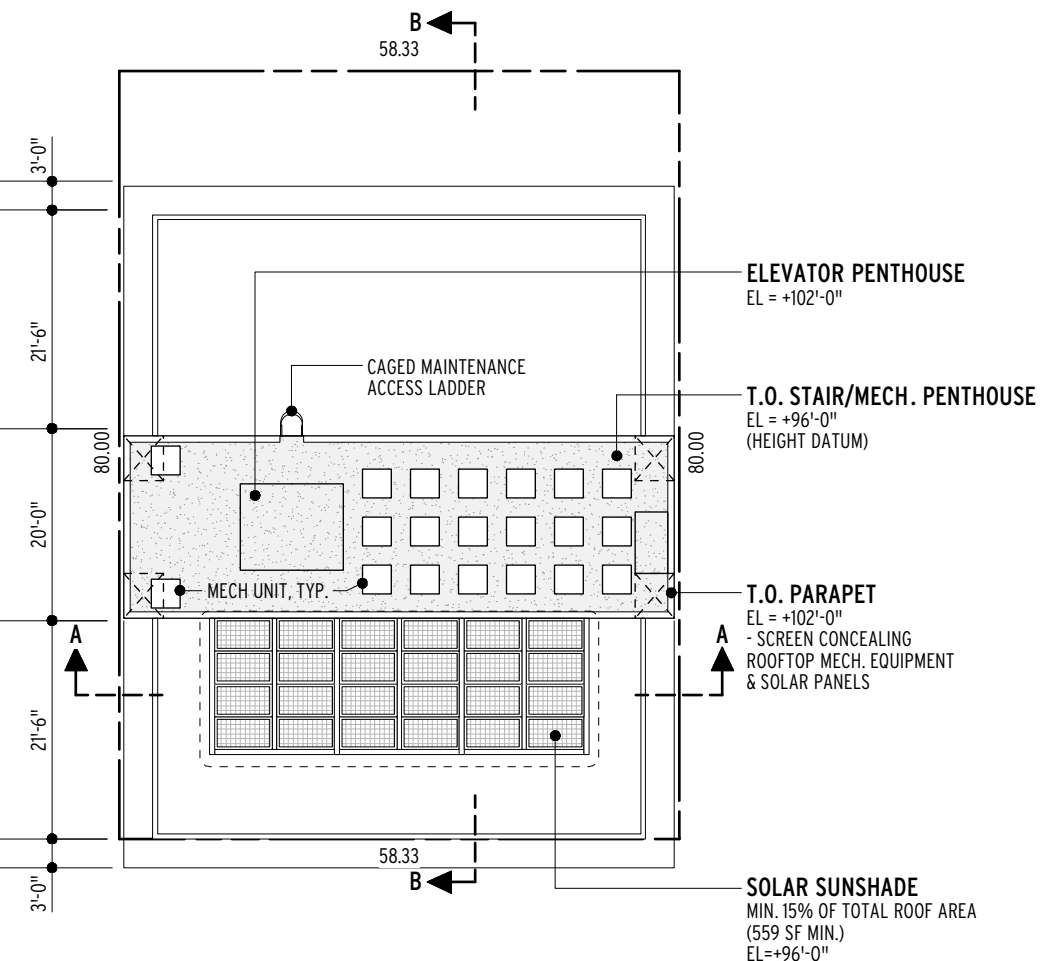 B
58.33
3'-0"
21'-6"
80.00
20'-0"
21'-6"
3'-0"
CAGED MAINTENANCE
ACCESS LADDER
MECH UNIT, TYP.
80.00
A
A
58.33
B
ELEVATOR PENTHOUSE
EL = +102'-0"
T.O. STAIR/MECH. PENTHOUSE
EL = +96'-0"
(HEIGHT DATUM)
T.O. PARAPET
EL = +102'-0"
- SCREEN CONCEALING
ROOFTOP MECH. EQUIPMENT
& SOLAR PANELS
SOLAR SUNSHADE
MIN. 15% OF TOTAL ROOF AREA
(559 SF MIN.)
EL=+96'-0"